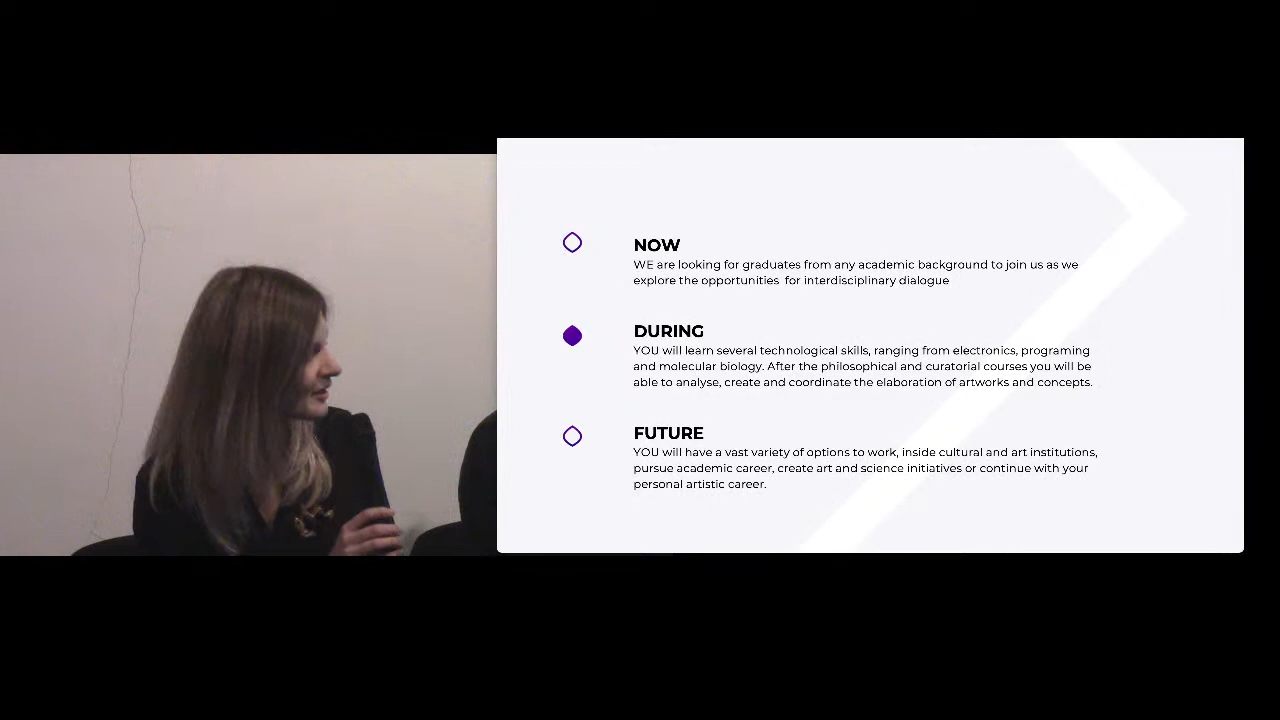 NOW
WE are looking for graduates from any academic background to join us as we
explore the opportunities for interdisciplinary dialogue
DURING
YOU will learn several technological skills, ranging from electronics, programing
and molecular biology. After the philosophical and curatorial courses you will be
able to analyse, create and coordinate the elaboration of artworks and concepts.
FUTURE
YOU will have a vast variety of options to work, inside cultural and art institutions,
pursue academic career, create art and science initiatives or continue with your
personal artistic career.